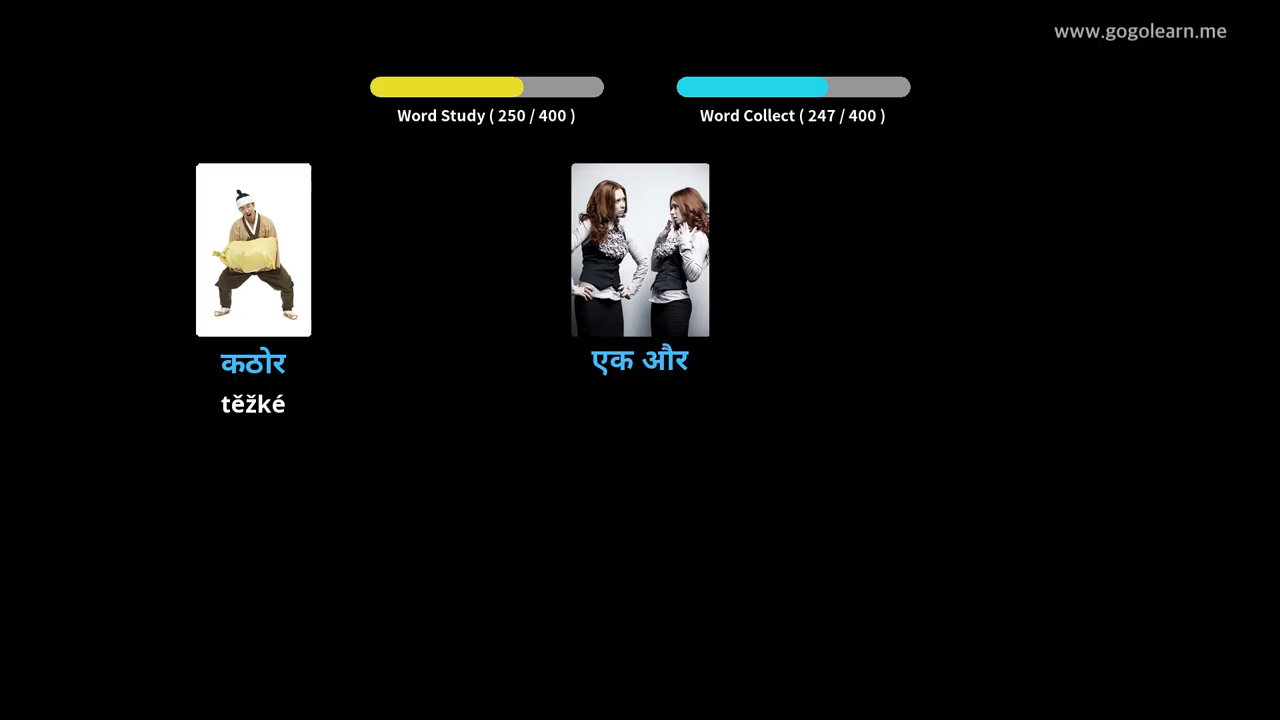 www.gogolearn.me
Word Study ( 250 / 400 )
Word Collect ( 247 / 400 )
कठोर
těžké
एक और